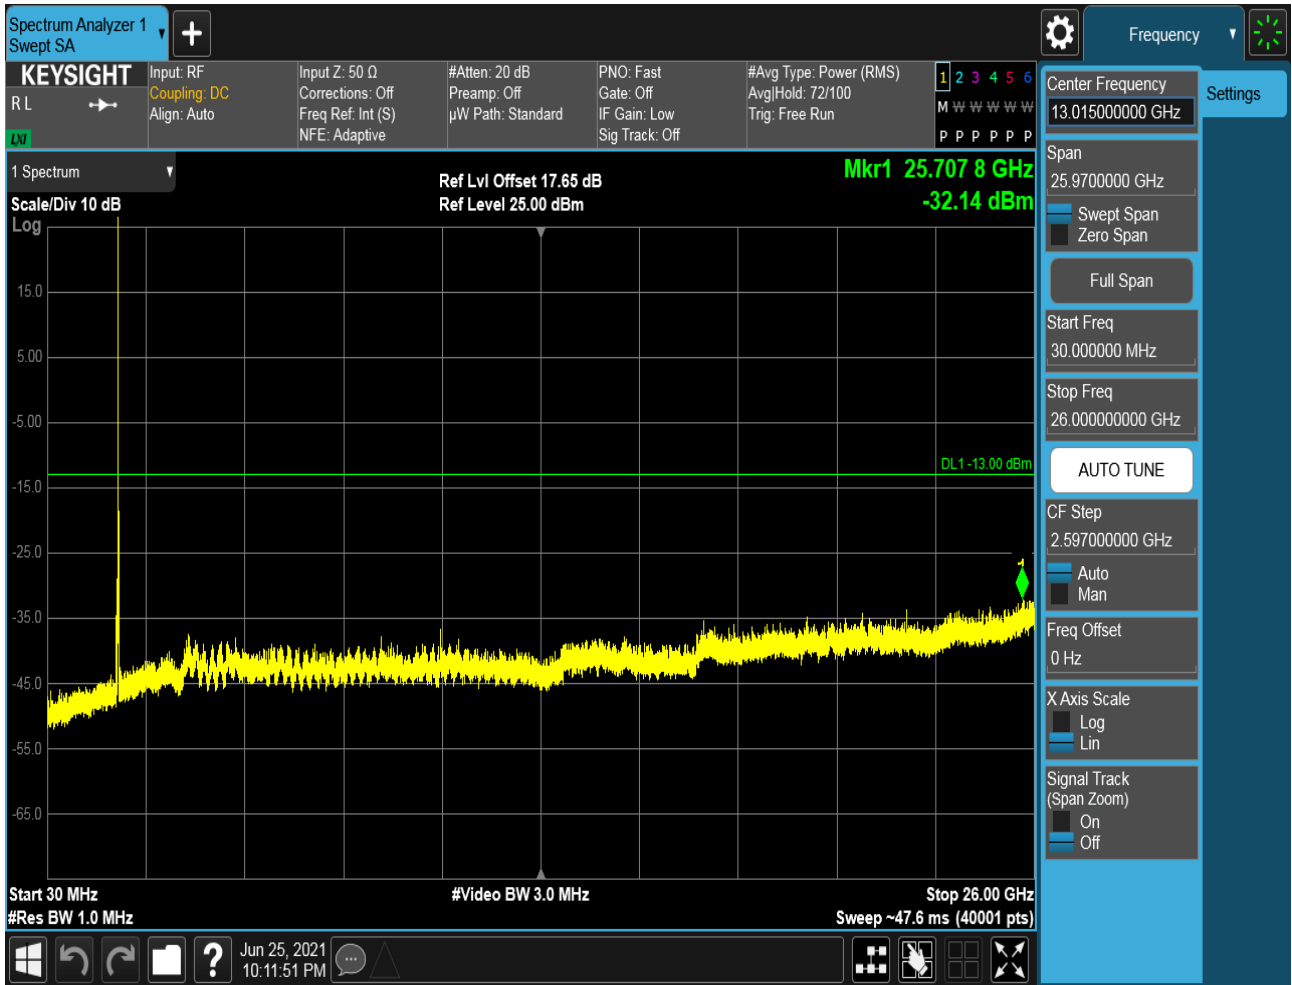 Spectrum Analyzer 1
Swept SA
Frequency
KEYSIGHT
R L
LXI
Input: RF
Coupling: DC
Align: Auto
Input Z: 50 Ω
Corrections: Off
Freq Ref: Int (S)
NFE: Adaptive
#Atten: 20 dB
Preamp: Off
µW Path: Standard
PNO: Fast
Gate: Off
IF Gain: Low
Sig Track: Off
#Avg Type: Power (RMS)
Avg|Hold: 72/100
Trig: Free Run
1 2 3 4 5 6
M W W W W W
P P P P P P
1 Spectrum
Scale/Div 10 dB
Log
Ref Lvl Offset 17.65 dB
Ref Level 25.00 dBm
Mkr1 25.707 8 GHz
-32.14 dBm
15.0
5.00
-5.00
-15.0
-25.0
-35.0
-45.0
-55.0
-65.0
DL1 -13.00 dBm
1
Start 30 MHz
#Res BW 1.0 MHz
#Video BW 3.0 MHz
Stop 26.00 GHz
Sweep ~47.6 ms (40001 pts)
Jun 25, 2021
10:11:51 PM
Center Frequency
13.015000000 GHz
Settings
Span
25.9700000 GHz
Swept Span
Zero Span
Full Span
Start Freq
30.000000 MHz
Stop Freq
26.000000000 GHz
AUTO TUNE
CF Step
2.597000000 GHz
Auto
Man
Freq Offset
0 Hz
X Axis Scale
Log
Lin
Signal Track
(Span Zoom)
On
Off